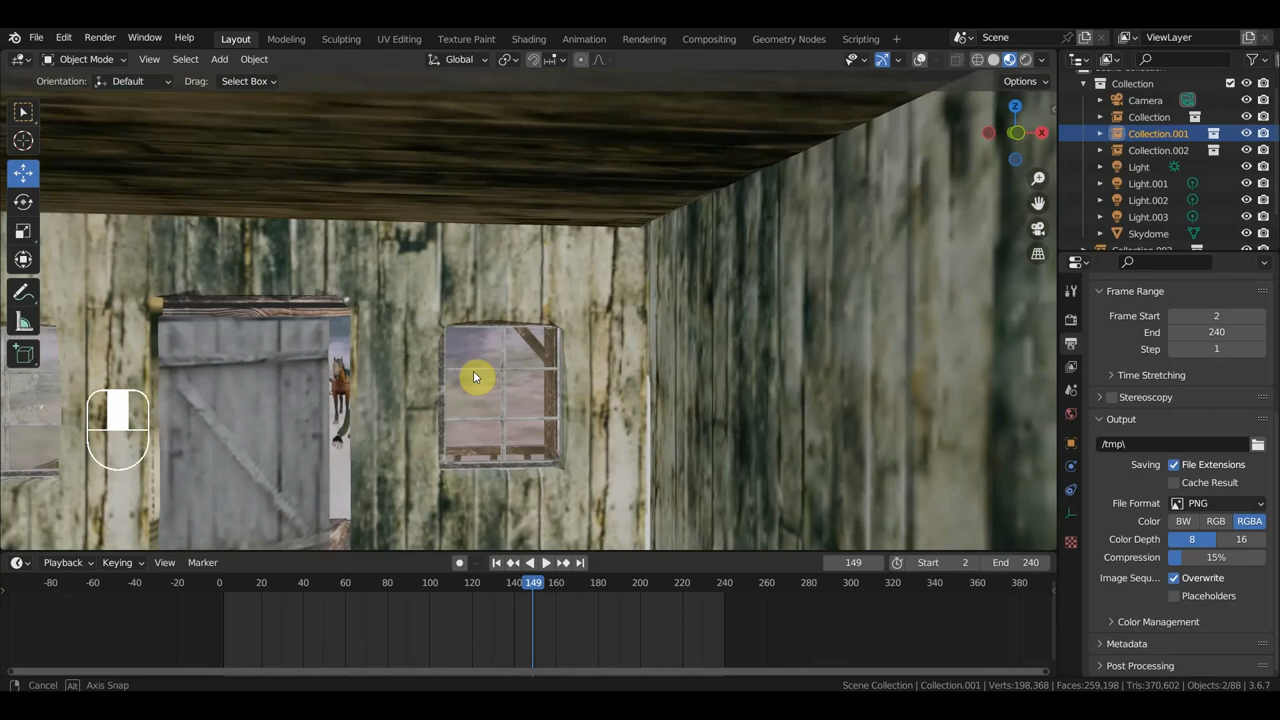 File Edit Render Window Help Layout Modeling Sculpting UV Editing Texture Paint Shading Animation Rendering Compositing Geometry Nodes Scripting + Scene ViewLayer
Object Mode View Select Add Object Global
Orientation: Default Drag: Select Box Options
Z
X
Collection
Camera
Collection
Collection.001
Collection.002
Light
Light.001
Light.002
Light.003
Skydome
Frame Range
Frame Start 2
End 240
Step 1
Time Stretching
Stereoscopy
Output
/tmp\
Saving File Extensions
Cache Result
File Format PNG
Color BW RGB RGBA
Color Depth 8 16
Compression 15%
Image Sequ... Overwrite
Placeholders
Color Management
Metadata
Post Processing
Playback Keying View Marker 149 Start 2 End 240
-80 -60 -40 -20 0 20 40 60 80 100 120 140 149 160 180 200 220 240 260 280 300 320 340 360 380
Cancel Alt Axis Snap Scene Collection | Collection.001 | Verts:198,368 | Faces:259,198 | Tris:370,602 | Objects:2/88 | 3.6.7